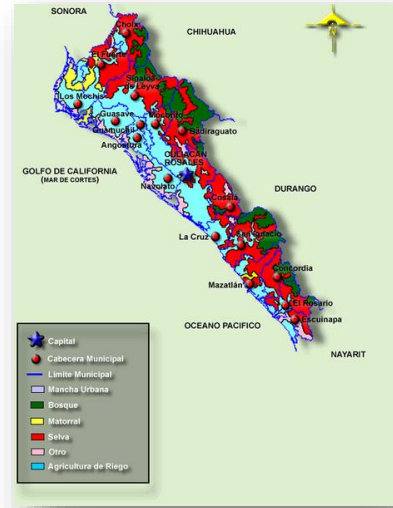 SONORA
CHIHUAHUA
Choix
El Fuerte
Sinaloa
de Leyva
Los Mochis
Guasave
Mocorito
Guamuchil
Badiraguato
Angostura
CULIACAN
ROSALES
GOLFO DE CALIFORNIA
(MAR DE CORTES)
Navolato
DURANGO
Cosalá
La Cruz
San Ignacio
Concordia
Mazatlán
El Rosario
Escuinapa
OCEANO PACIFICO
NAYARIT
Capital
Cabecera Municipal
Limite Municipal
Mancha Urbana
Bosque
Matorral
Selva
Otro
Agricultura de Riego